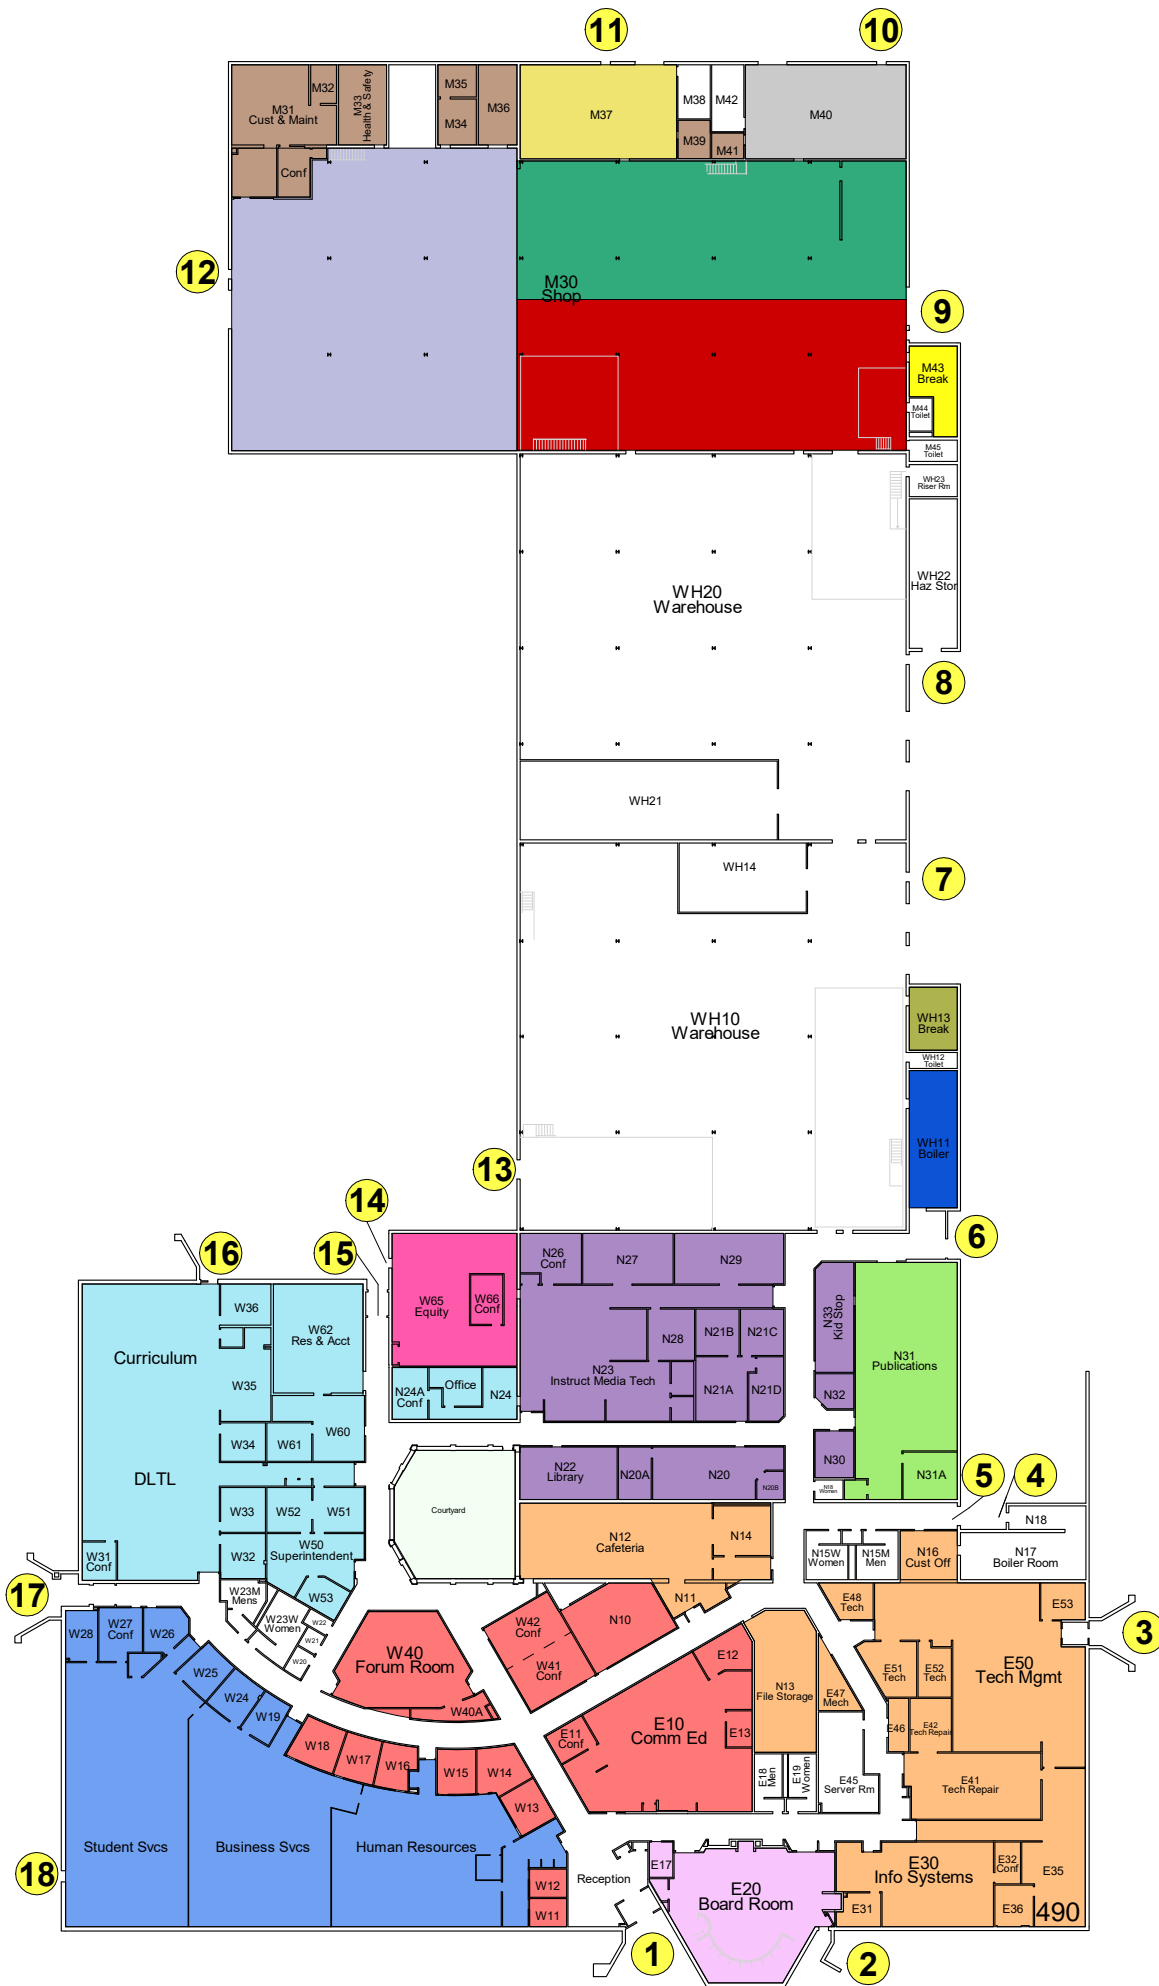 11
10
M31
Cust & Maint
M32
M33
Health & Safety
M35
M34
M36
M37
M38
M42
M39
M41
M40
Conf
12
M30
Shop
9
M43
Break
M44
Toilet
M45
Toilet
WH23
Riser Rm
WH22
Haz Stor
WH20
Warehouse
8
WH21
WH14
7
WH10
Warehouse
WH13
Break
WH12
Toilet
WH11
Boiler
13
14
15
16
6
W36
W62
Res & Acct
Curriculum
W35
W34
W61
W60
DLTL
W33
W52
W51
W50
Superintendent
W32
W31
Conf
W53
W65
Equity
W66
Conf
N24A
Conf
Office
N24
N26
Conf
N27
N29
N28
N21B
N21C
N23
Instruct Media Tech
N21A
N21D
N33
Kid Stop
N32
N31
Publications
N30
N31A
N18
Women
N22
Library
N20A
N20
N20B
Courtyard
N12
Cafeteria
N14
N11
5
4
N18
N17
Boiler Room
N15W
Women
N15M
Men
N16
Cust Off
17
W23M
Mens
W23W
Women
W22
W21
W20
W28
W27
Conf
W26
W25
W24
W19
W18
W17
W16
W15
W14
W13
W12
W11
W40
Forum Room
W40A
W42
Conf
W41
Conf
N10
E12
E10
Comm Ed
E11
Conf
E13
N13
File Storage
E48
Tech
E47
Mech
E53
3
E51
Tech
E52
Tech
E50
Tech Mgmt
E46
E42
Tech Repair
E41
Tech Repair
E45
Server Rm
E18
Men
E19
Women
Student Svcs
Business Svcs
Human Resources
18
Reception
E17
E20
Board Room
E30
Info Systems
E31
E32
Conf
E35
E36
490
1
2